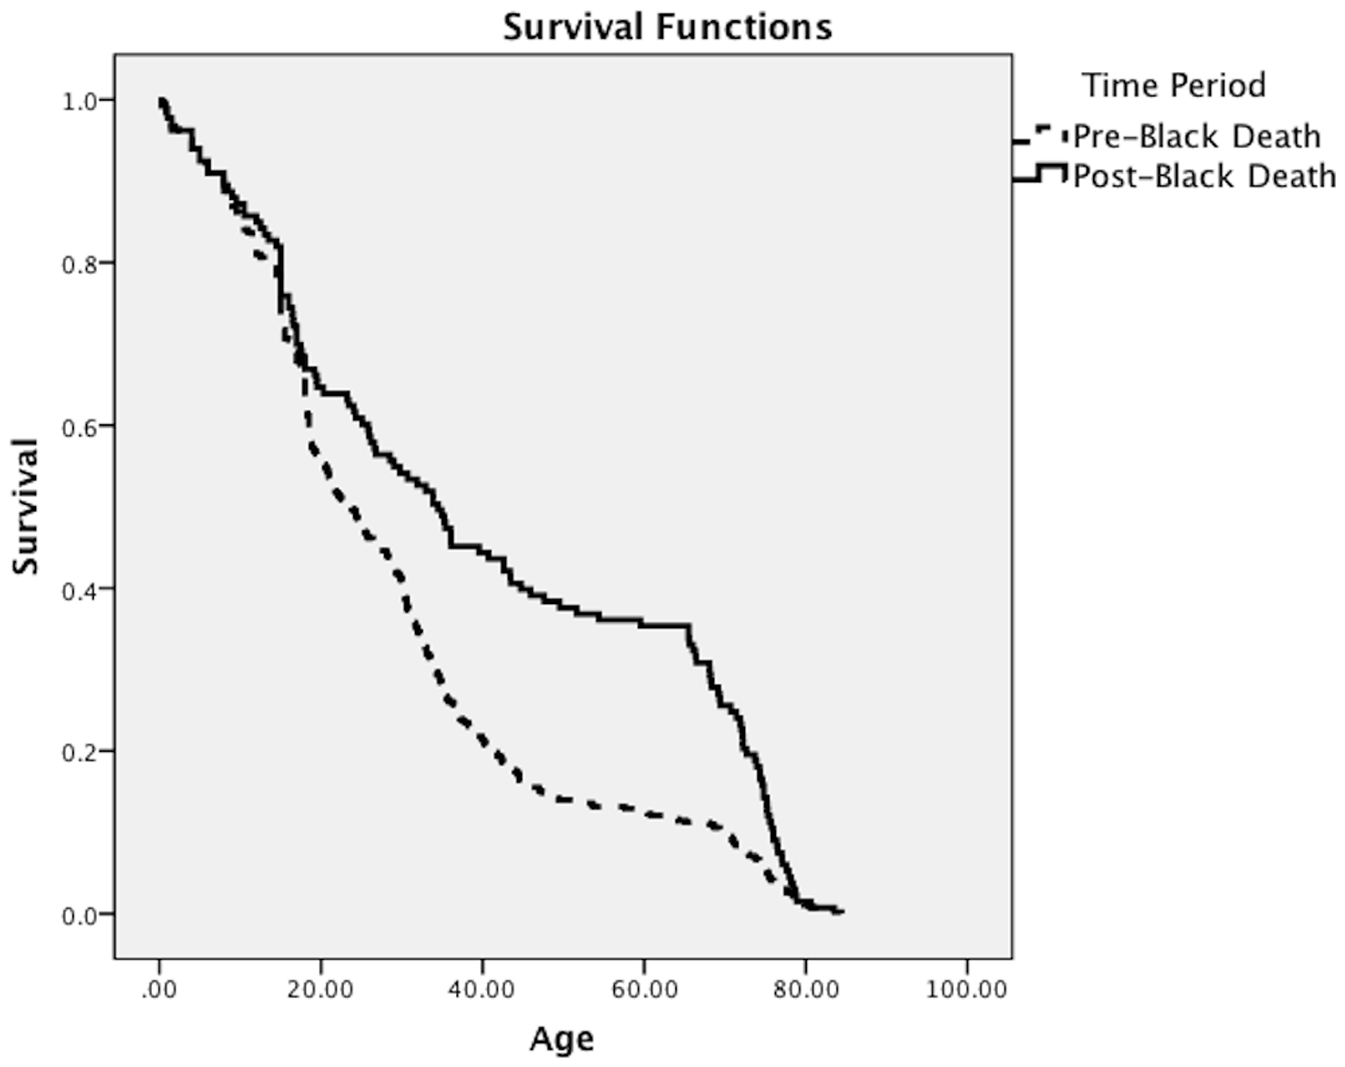 Survival Functions
Time Period
Pre–Black Death
Post–Black Death
1.0
0.8
0.6
0.4
0.2
0.0
Survival
.00 20.00 40.00 60.00 80.00 100.00
Age